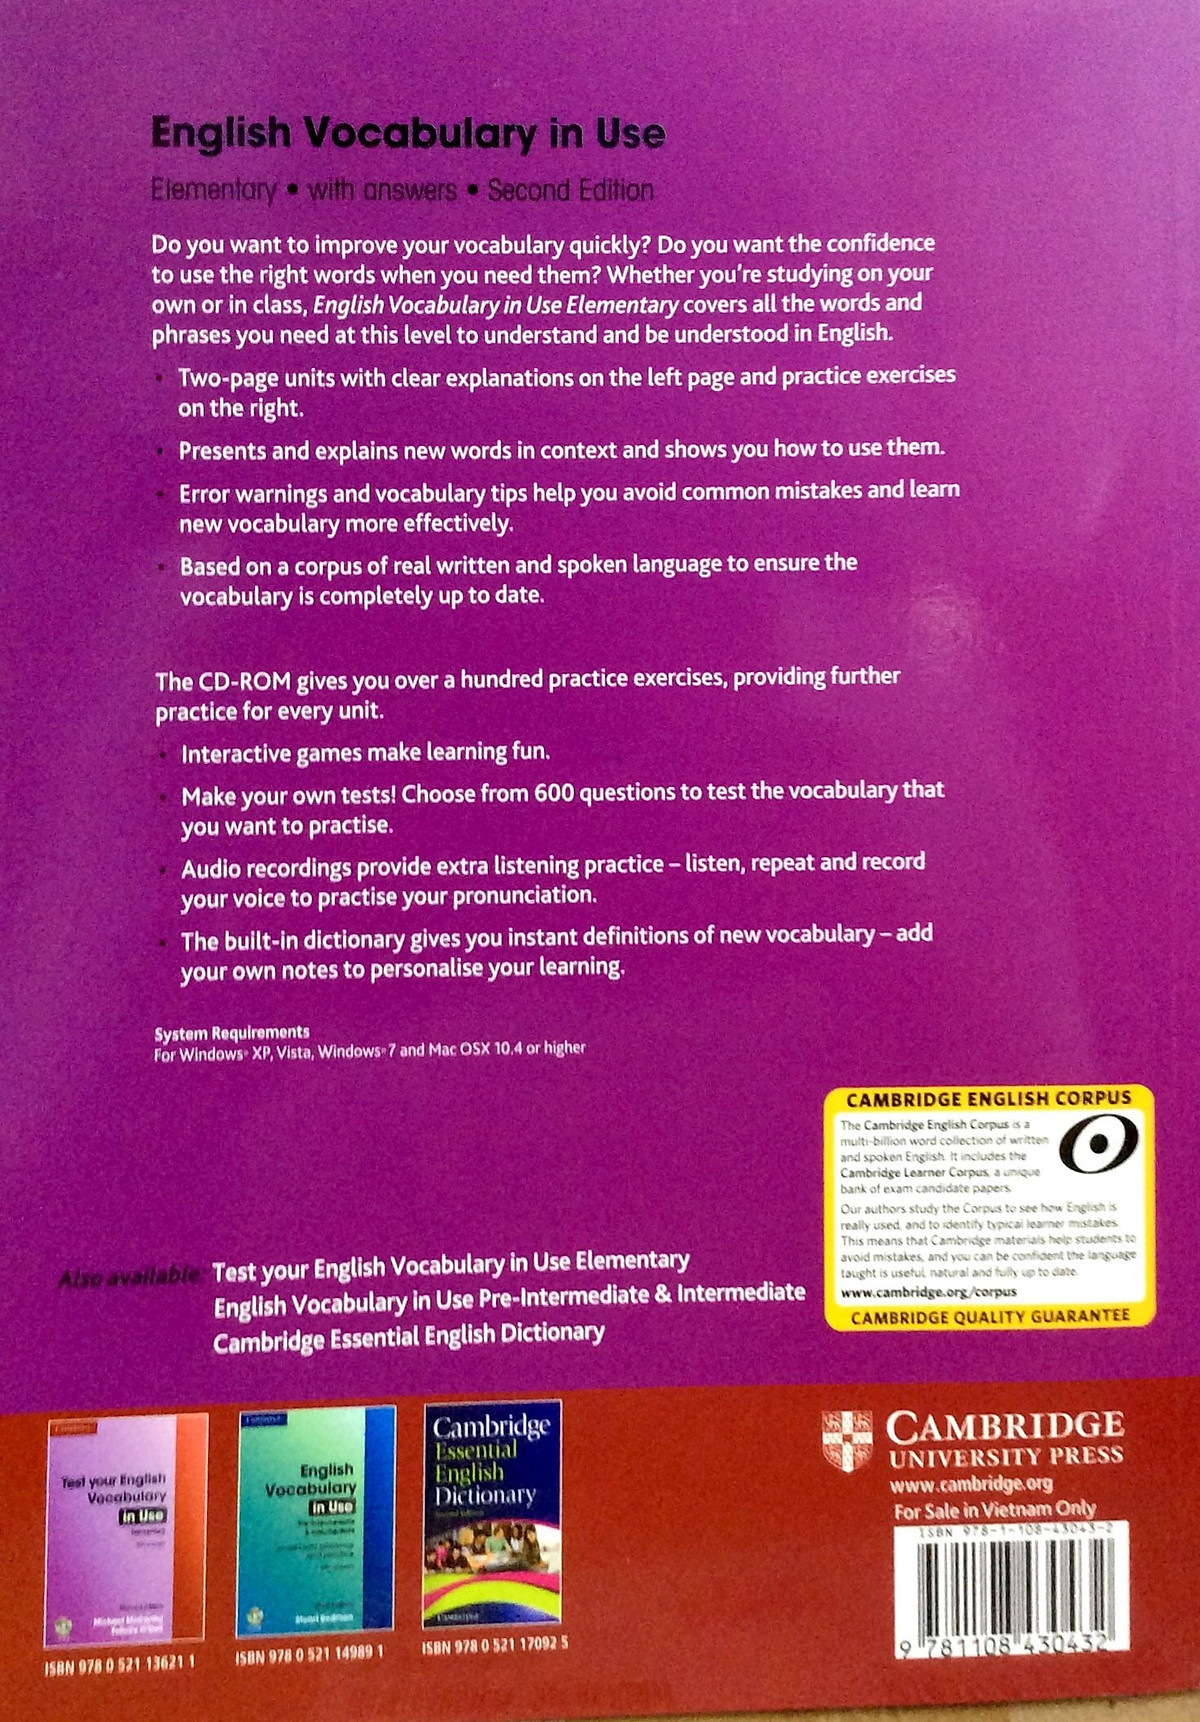 English Vocabulary in Use
Elementary • with answers • Second Edition
Do you want to improve your vocabulary quickly? Do you want the confidence
to use the right words when you need them? Whether you're studying on your
own or in class, English Vocabulary in Use Elementary covers all the words and
phrases you need at this level to understand and be understood in English.
• Two-page units with clear explanations on the left page and practice exercises
on the right.
• Presents and explains new words in context and shows you how to use them.
• Error warnings and vocabulary tips help you avoid common mistakes and learn
new vocabulary more effectively.
• Based on a corpus of real written and spoken language to ensure the
vocabulary is completely up to date.
The CD-ROM gives you over a hundred practice exercises, providing further
practice for every unit.
• Interactive games make learning fun.
• Make your own tests! Choose from 600 questions to test the vocabulary that
you want to practise.
• Audio recordings provide extra listening practice – listen, repeat and record
your voice to practise your pronunciation.
• The built-in dictionary gives you instant definitions of new vocabulary – add
your own notes to personalise your learning.
System Requirements
For Windows® XP, Vista, Windows® 7 and Mac OSX 10.4 or higher
CAMBRIDGE ENGLISH CORPUS
The Cambridge English Corpus is a
multi-billion word collection of written
and spoken English. It includes the
Cambridge Learner Corpus, a unique
bank of exam candidate papers.
Our authors study the Corpus to see how English is
really used, and to identify typical learner mistakes.
This means that Cambridge materials help students to
avoid mistakes, and you can be confident the language
taught is useful, natural and fully up to date.
www.cambridge.org/corpus
CAMBRIDGE QUALITY GUARANTEE
Also available
Test your English Vocabulary in Use Elementary
English Vocabulary in Use Pre-Intermediate & Intermediate
Cambridge Essential English Dictionary
Test your English
Vocabulary
in Use
ISBN 978 0 521 13621 1
English
Vocabulary
in Use
Stuart Redman
ISBN 978 0 521 14989 1
Cambridge
Essential
English
Dictionary
ISBN 978 0 521 17092 5
CAMBRIDGE
UNIVERSITY PRESS
www.cambridge.org
For Sale in Vietnam Only
ISBN 978-1-108-43043-2
9 781108 430432